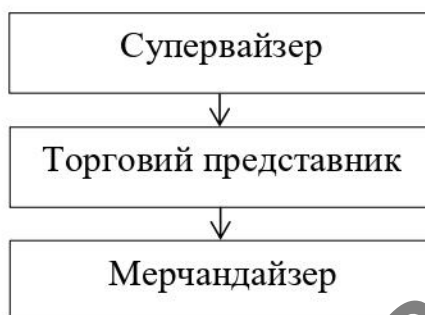 Супервайзер
Торговий представник
Мерчандайзер